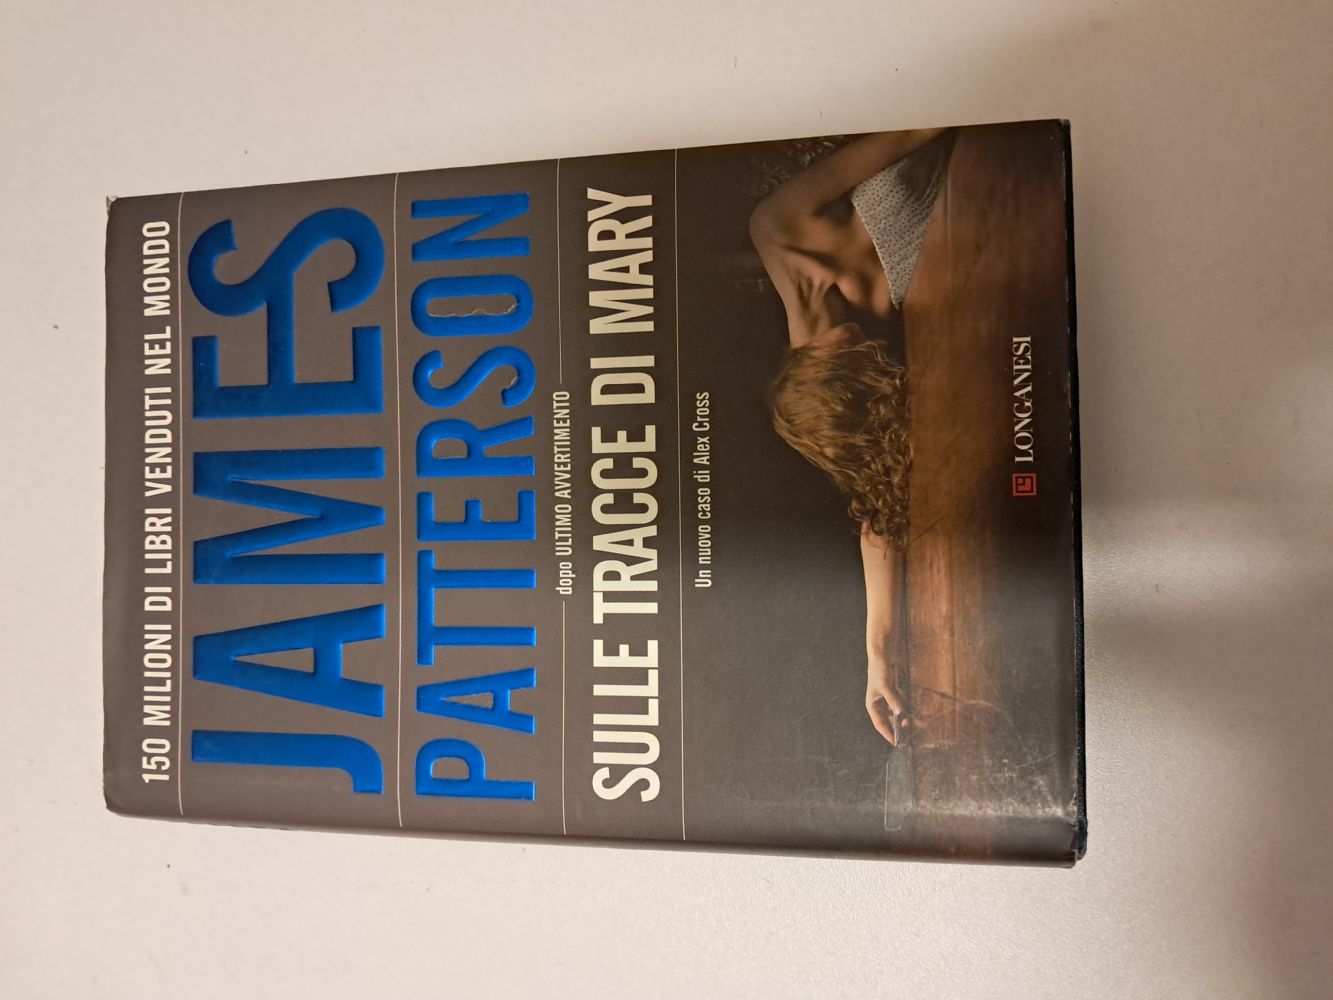 150 MILIONI DI LIBRI VENDUTI NEL MONDO
JAMES
PATTERSON
dopo ULTIMO AVVERTIMENTO
SULLE TRACCE DI MARY
Un nuovo caso di Alex Cross
LONGANESI